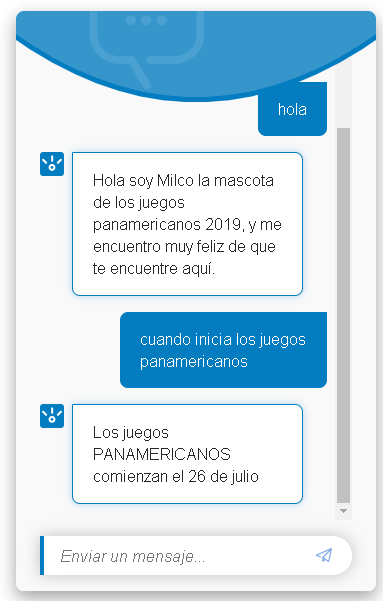 hola
Hola soy Milco la mascota
de los juegos
panamericanos 2019, y me
encuentro muy feliz de que
te encuentre aquí.
cuando inicia los juegos
panamericanos
Los juegos
PANAMERICANOS
comienzan el 26 de julio
Enviar un mensaje...